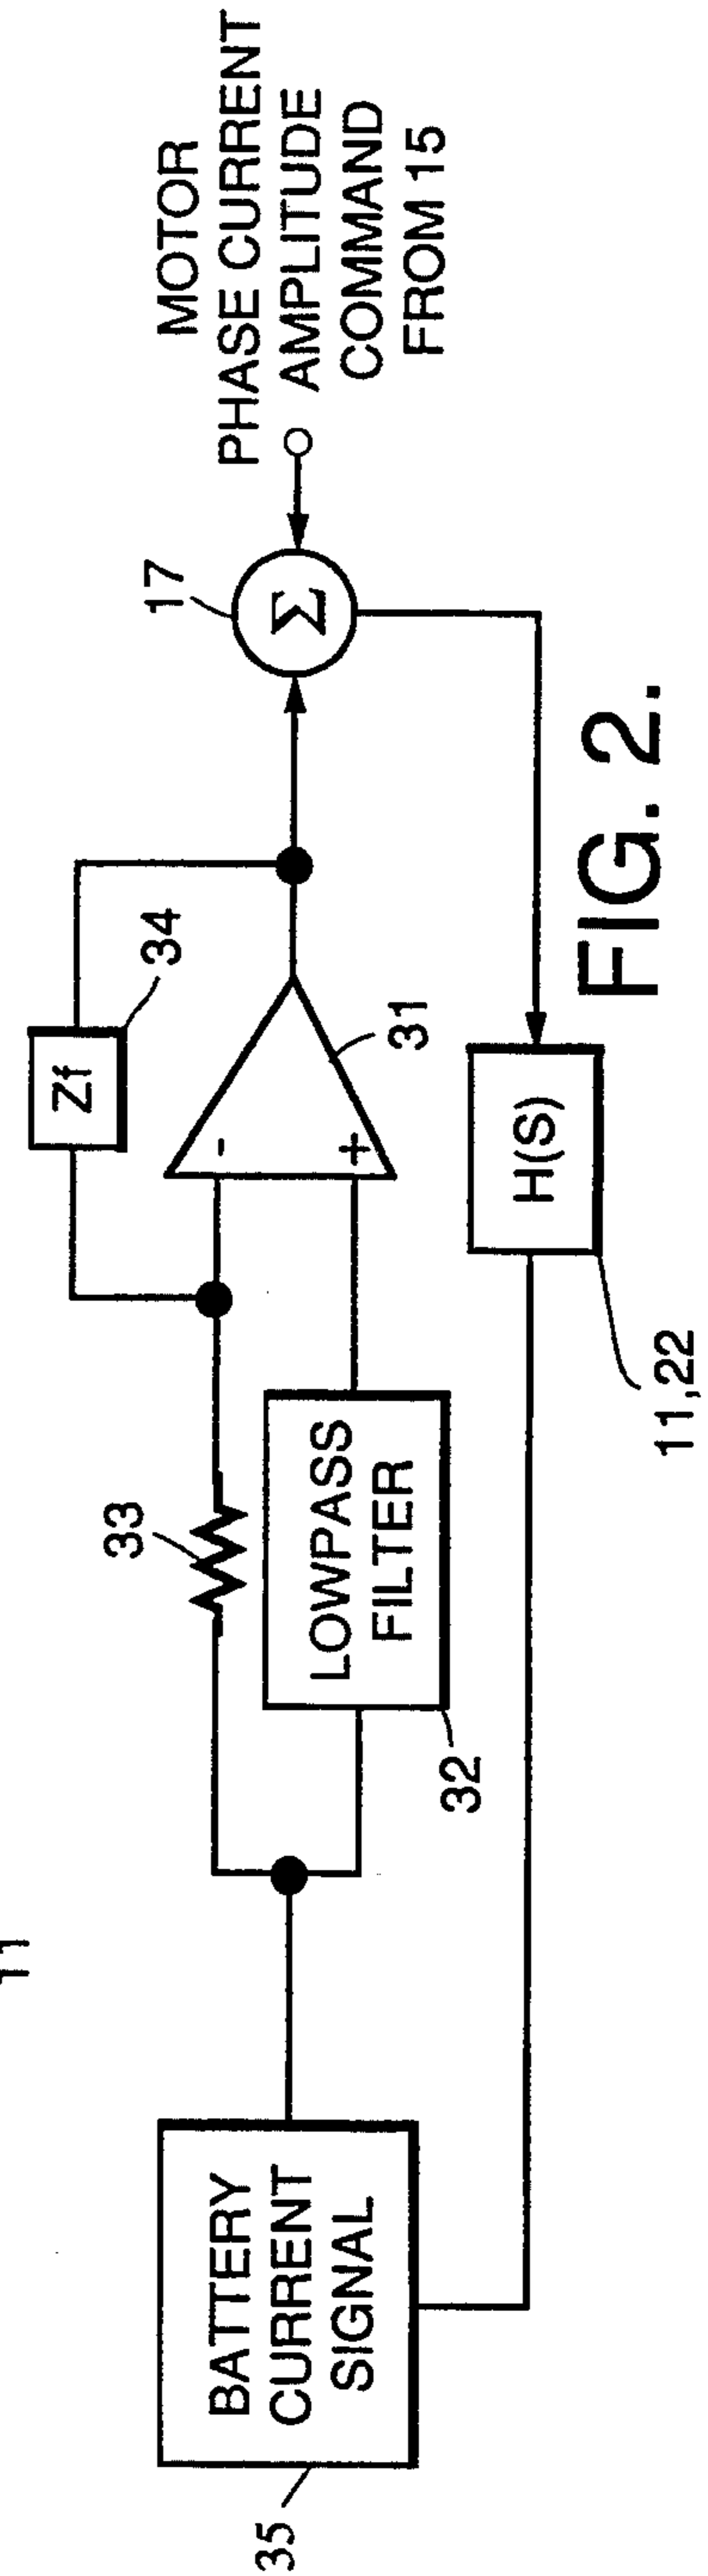 11
35
BATTERY
CURRENT
SIGNAL
33
LOWPASS
FILTER
32
Zf
34
-
+
31
17
Σ
MOTOR
PHASE CURRENT
AMPLITUDE
COMMAND
FROM 15
H(S)
11,22
FIG. 2.